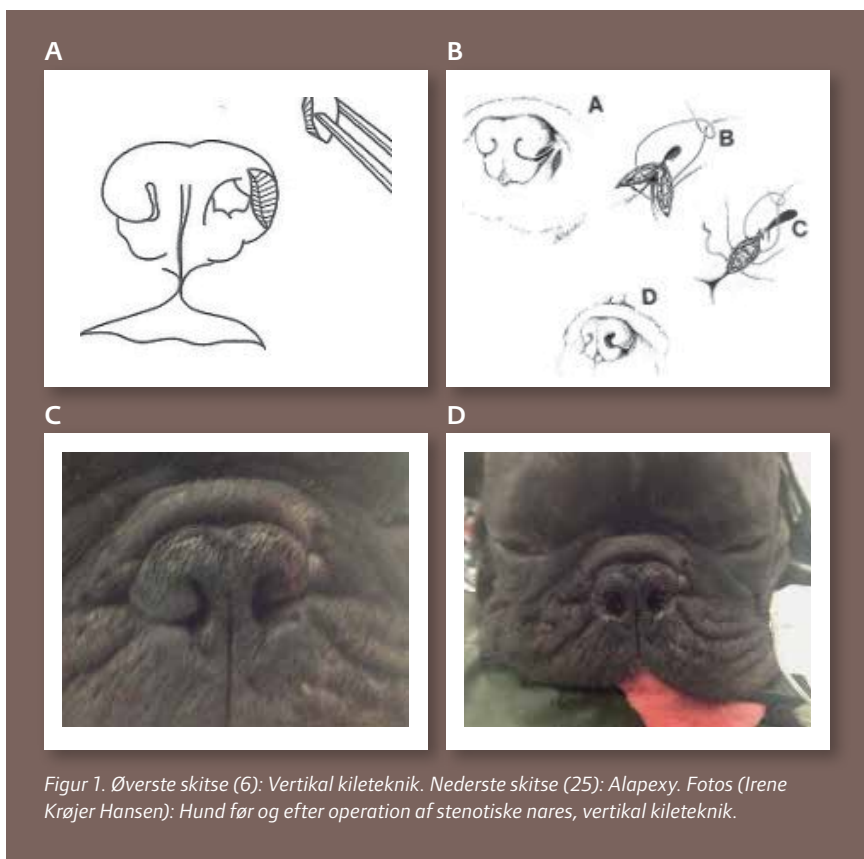 A
B
A
B
C
D
C
D
Figur 1. Øverste skitse (6): Vertikal kileteknik. Nederste skitse (25): Alapexy. Fotos (Irene
Krøjer Hansen): Hund før og efter operation af stenotiske nares, vertikal kileteknik.